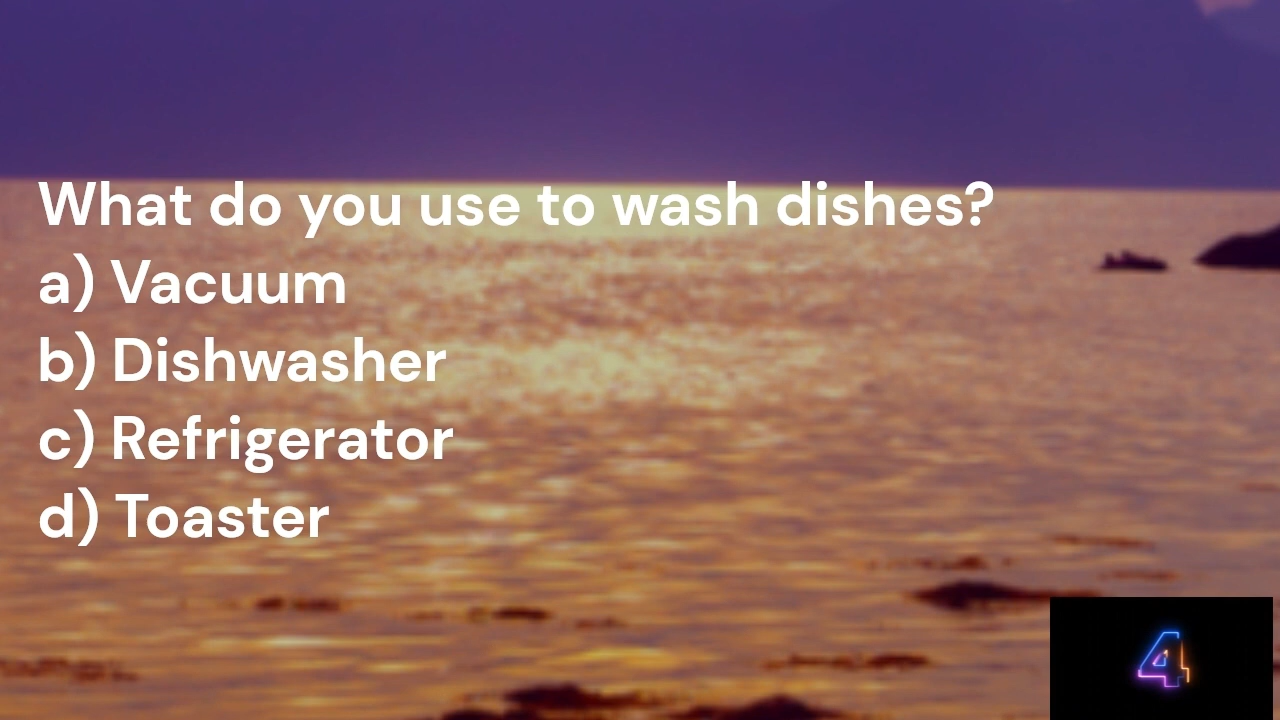 What do you use to wash dishes?
a) Vacuum
b) Dishwasher
c) Refrigerator
d) Toaster
4